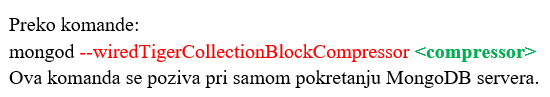 Preko komande:
mongod --wiredTigerCollectionBlockCompressor <compressor>
Ova komanda se poziva pri samom pokretanju MongoDB servera.